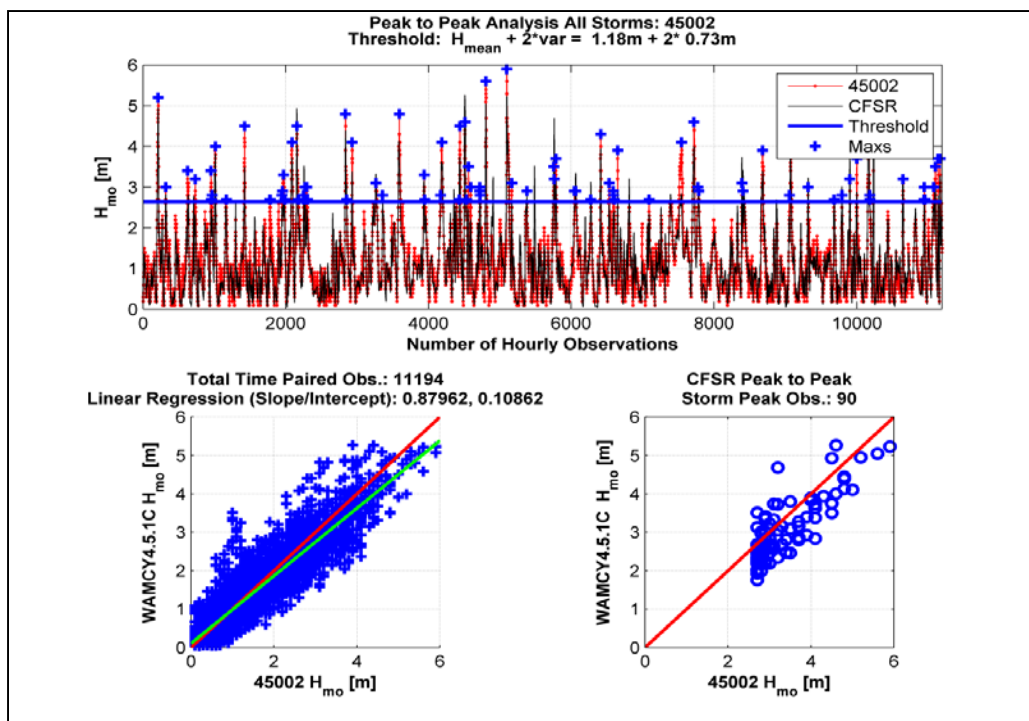 Peak to Peak Analysis All Storms: 45002
Threshold: Hmean + 2*var = 1.18m + 2* 0.73m
6
5
4
3
2
1
0
Hmo [m]
45002
CFSR
Threshold
Maxs
0 2000 4000 6000 8000 10000
Number of Hourly Observations
Total Time Paired Obs.: 11194
Linear Regression (Slope/Intercept): 0.87962, 0.10862
6
5
4
3
2
1
0
WAMCY4.5.1C Hmo [m]
0 2 4 6
45002 Hmo [m]
CFSR Peak to Peak
Storm Peak Obs.: 90
6
5
4
3
2
1
0
WAMCY4.5.1C Hmo [m]
0 2 4 6
45002 Hmo [m]